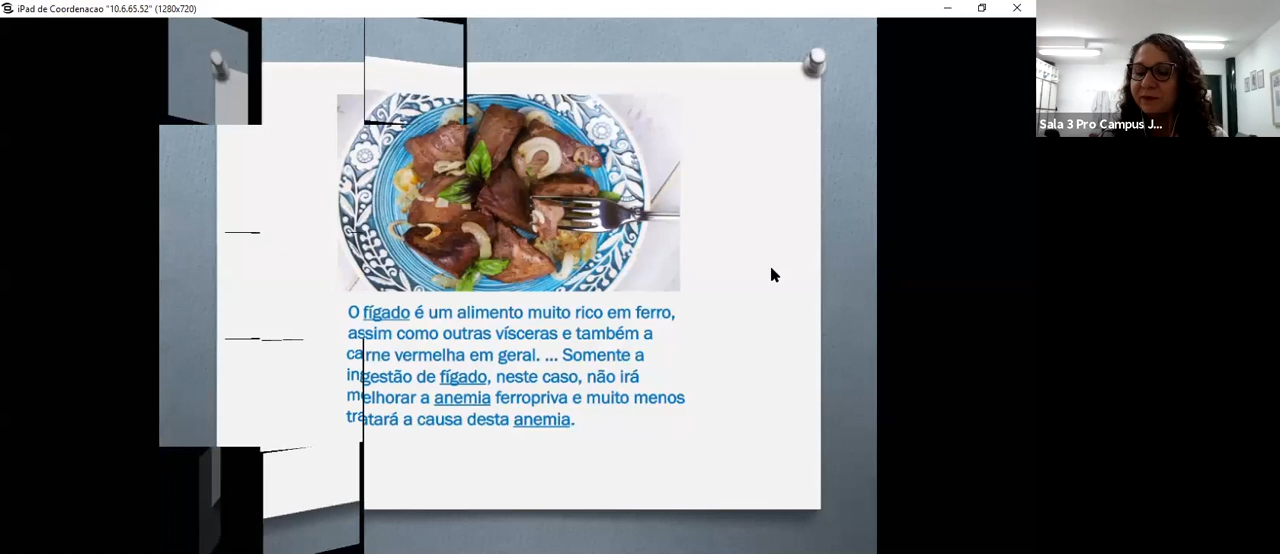 iPad de Coordenacao "10.6.65.52" (1280x720)
Sala 3 Pro Campus J...
O fígado é um alimento muito rico em ferro,
assim como outras vísceras e também a
carne vermelha em geral. ... Somente a
ingestão de fígado, neste caso, não irá
melhorar a anemia ferropriva e muito menos
tratará a causa desta anemia.